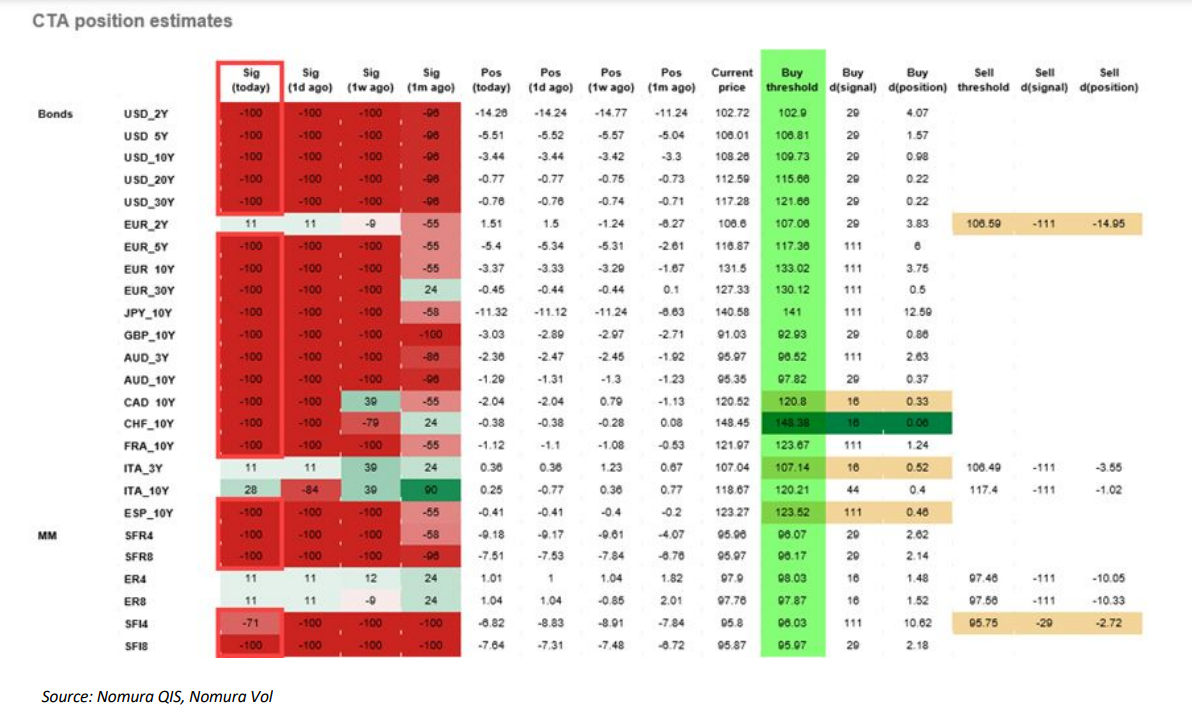 CTA position estimates
Sig (today) Sig (1d ago) Sig (1w ago) Sig (1m ago) Pos (today) Pos (1d ago) Pos (1w ago) Pos (1m ago) Current price Buy threshold Buy d(signal) Buy d(position) Sell threshold Sell d(signal) Sell d(position)
Bonds USD_2Y -100 -100 -100 -96 -14.26 -14.24 -14.77 -11.24 102.72 102.9 29 4.07
USD 5Y -100 -100 -100 -96 -5.51 -5.52 -5.57 -5.04 106.01 106.81 29 1.57
USD_10Y -100 -100 -100 -96 -3.44 -3.44 -3.42 -3.3 108.26 109.73 29 0.98
USD_20Y -100 -100 -100 -96 -0.77 -0.77 -0.75 -0.73 112.59 115.66 29 0.22
USD_30Y -100 -100 -100 -96 -0.76 -0.76 -0.74 -0.71 117.28 121.66 29 0.22
EUR_2Y 11 11 -9 -55 1.51 1.5 -1.24 -6.27 106.6 107.06 29 3.83 106.59 -111 -14.95
EUR_5Y -100 -100 -100 -55 -5.4 -5.34 -5.31 -2.61 116.87 117.36 111 6
EUR 10Y -100 -100 -100 -55 -3.37 -3.33 -3.29 -1.67 131.5 133.02 111 3.75
EUR_30Y -100 -100 -100 24 -0.45 -0.44 -0.44 0.1 127.33 130.12 111 0.5
JPY_10Y -100 -100 -100 -58 -11.32 -11.12 -11.24 -6.63 140.58 141 111 12.59
GBP_10Y -100 -100 -100 -100 -3.03 -2.89 -2.97 -2.71 91.03 92.93 29 0.86
AUD_3Y -100 -100 -100 -86 -2.36 -2.47 -2.45 -1.92 95.97 96.52 111 2.63
AUD_10Y -100 -100 -100 -96 -1.29 -1.31 -1.3 -1.23 95.35 97.82 29 0.37
CAD 10Y -100 -100 39 -55 -2.04 -2.04 0.79 -1.13 120.52 120.8 16 0.33
CHF_10Y -100 -100 -79 24 -0.38 -0.38 -0.28 0.08 148.45 148.38 16 0.06
FRA_10Y -100 -100 -100 -55 -1.12 -1.1 -1.08 -0.53 121.97 123.67 111 1.24
ITA_3Y 11 11 39 24 0.36 0.36 1.23 0.67 107.04 107.14 16 0.52 106.49 -111 -3.55
ITA_10Y 28 -84 39 90 0.25 -0.77 0.36 0.77 118.67 120.21 44 0.4 117.4 -111 -1.02
ESP_10Y -100 -100 -100 -55 -0.41 -0.41 -0.4 -0.2 123.27 123.52 111 0.46
MM SFR4 -100 -100 -100 -58 -9.18 -9.17 -9.61 -4.07 95.96 96.07 29 2.62
SFR8 -100 -100 -100 -96 -7.51 -7.53 -7.84 -6.76 95.97 96.17 29 2.14
ER4 11 11 12 24 1.01 1 1.04 1.82 97.9 98.03 16 1.48 97.46 -111 -10.05
ER8 11 11 -9 24 1.04 1.04 -0.85 2.01 97.76 97.87 16 1.52 97.56 -111 -10.33
SFI4 -71 -100 -100 -100 -6.82 -8.83 -8.91 -7.84 95.8 96.03 111 10.62 95.75 -29 -2.72
SFI8 -100 -100 -100 -100 -7.64 -7.31 -7.48 -6.72 95.87 95.97 29 2.18
Source: Nomura QIS, Nomura Vol